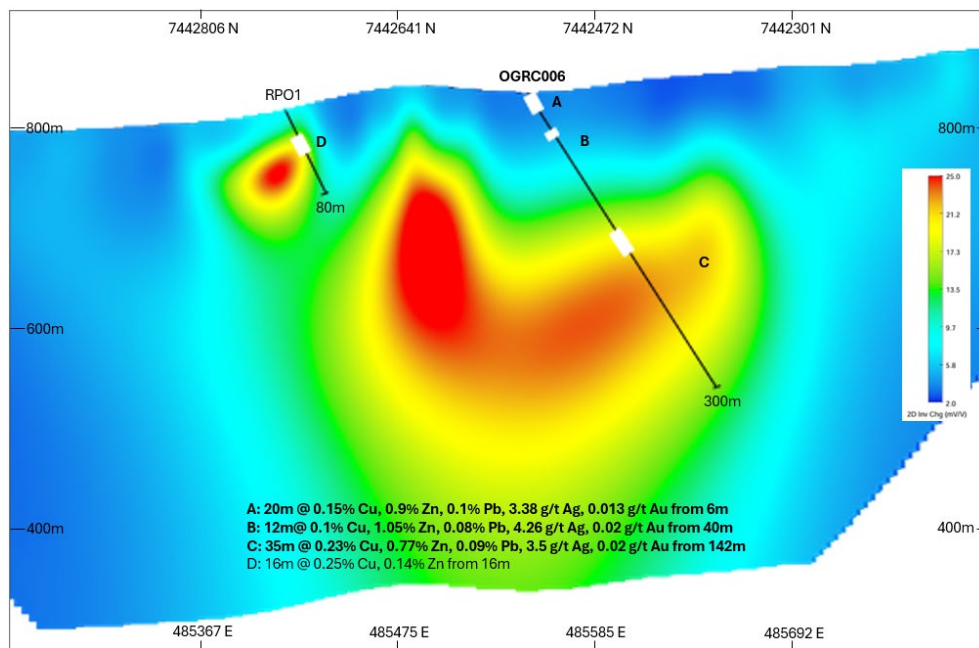 7442806 N
7442641 N
7442472 N
7442301 N
OGRC006
RPO1
A
800m
D
B
800m
25.0
80m
21.2
17.3
C
13.5
600m
9.7
5.8
300m
2.0
2D Inv Chg (mV/V)
A: 20m @ 0.15% Cu, 0.9% Zn, 0.1% Pb, 3.38 g/t Ag, 0.013 g/t Au from 6m
400m
B: 12m@ 0.1% Cu, 1.05% Zn, 0.08% Pb, 4.26 g/t Ag, 0.02 g/t Au from 40m
400m
C: 35m @ 0.23% Cu, 0.77% Zn, 0.09% Pb, 3.5 g/t Ag, 0.02 g/t Au from 142m
D: 16m @ 0.25% Cu, 0.14% Zn from 16m
485367 E
485475 E
485585 E
485692 E